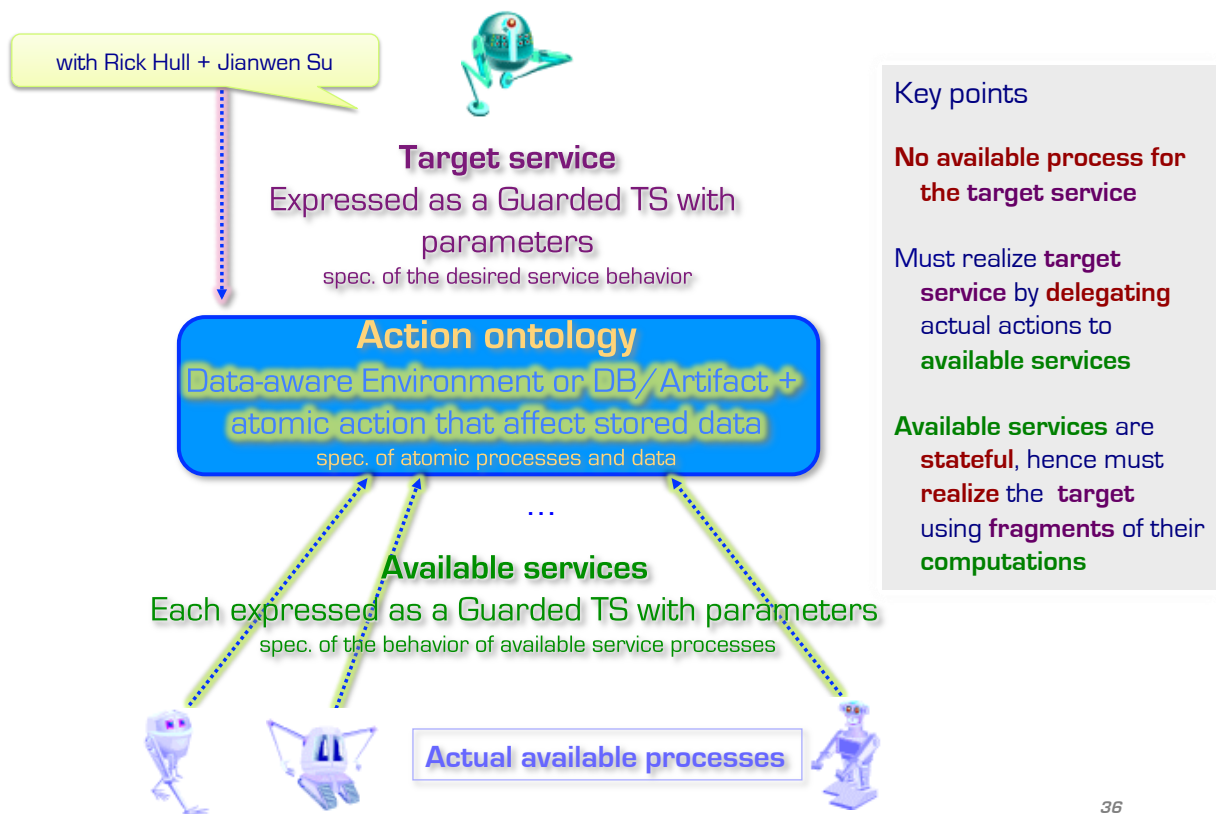 with Rick Hull + Jianwen Su
Target service
Expressed as a Guarded TS with
parameters
spec. of the desired service behavior
Action ontology
Data-aware Environment or DB/Artifact +
atomic action that affect stored data
spec. of atomic processes and data
...
Available services
Each expressed as a Guarded TS with parameters
spec. of the behavior of available service processes
Actual available processes
Key points
No available process for
the target service
Must realize target
service by delegating
actual actions to
available services
Available services are
stateful, hence must
realize the target
using fragments of their
computations
36